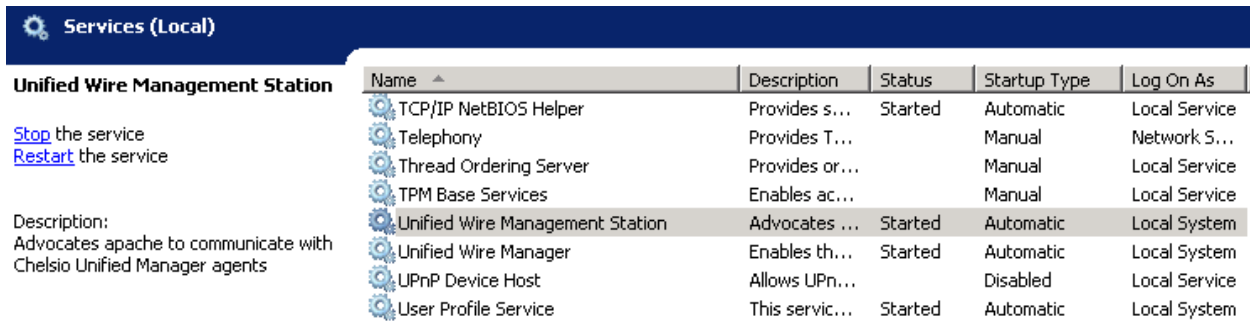 Services (Local)
Unified Wire Management Station
Stop the service
Restart the service
Description:
Advocates apache to communicate with
Chelsio Unified Manager agents
Name Description Status Startup Type Log On As
TCP/IP NetBIOS Helper Provides s... Started Automatic Local Service
Telephony Provides T... Manual Network S...
Thread Ordering Server Provides or... Manual Local Service
TPM Base Services Enables ac... Manual Local Service
Unified Wire Management Station Advocates ... Started Automatic Local System
Unified Wire Manager Enables th... Started Automatic Local System
UPnP Device Host Allows UPn... Disabled Local Service
User Profile Service This servic... Started Automatic Local System